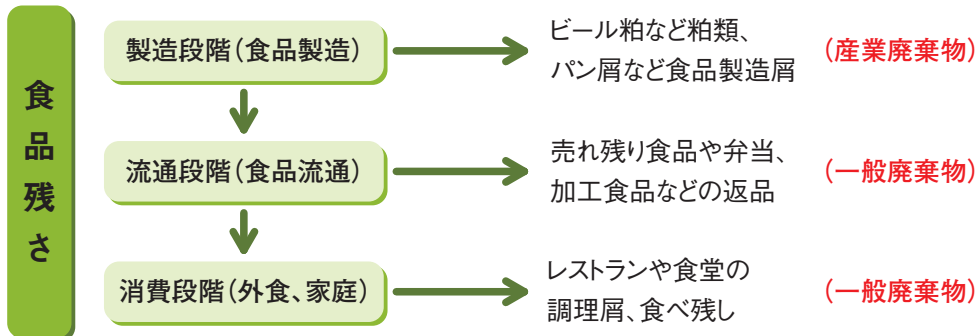 食品残さ
製造段階（食品製造）
ビール粕など粕類、
パン屑など食品製造屑
（産業廃棄物）
流通段階（食品流通）
売れ残り食品や弁当、
加工食品などの返品
（一般廃棄物）
消費段階（外食、家庭）
レストランや食堂の
調理屑、食べ残し
（一般廃棄物）